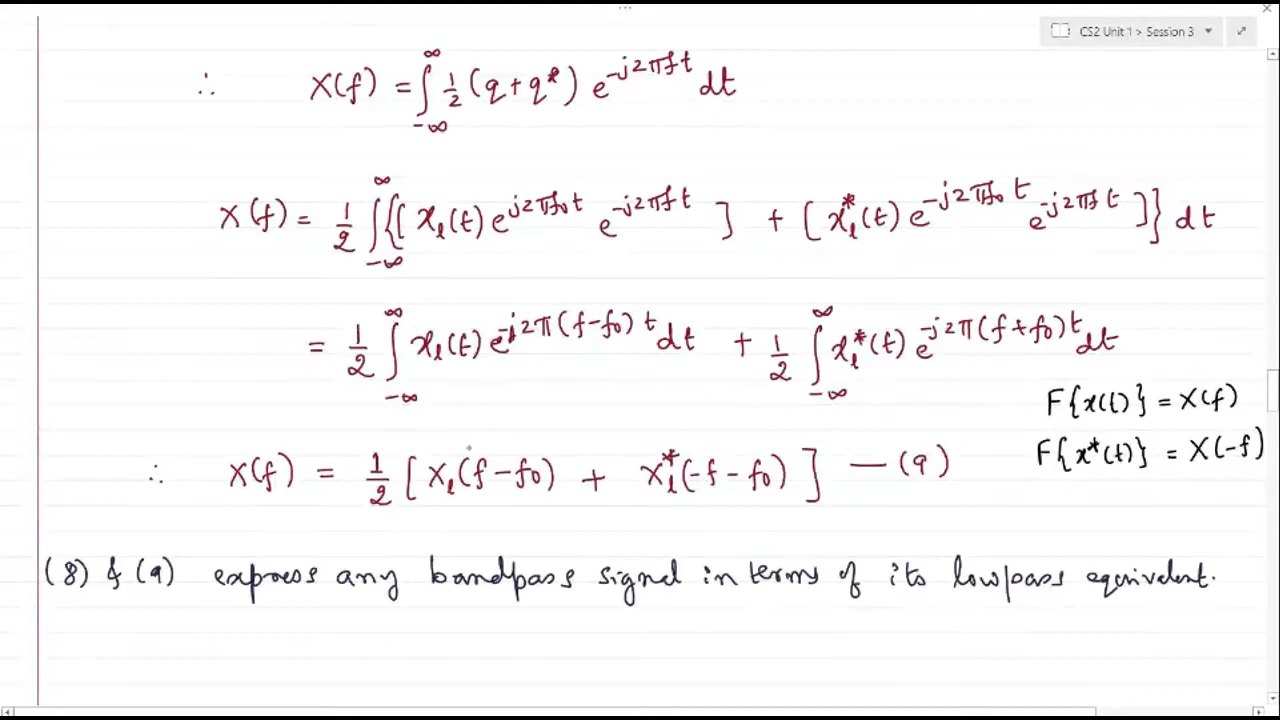 CS2 Unit 1 > Session 3
∴ X(f) = ∫_{-∞}^{∞} 1/2 (q + q*) e^{-j2πft} dt
X(f) = 1/2 ∫_{-∞}^{∞} {[ x_l(t) e^{j2πf₀t} e^{-j2πft} ] + [ x_l*(t) e^{-j2πf₀t} e^{-j2πft} ]} dt
= 1/2 ∫_{-∞}^{∞} x_l(t) e^{-j2π(f-f₀)t} dt + 1/2 ∫_{-∞}^{∞} x_l*(t) e^{-j2π(f+f₀)t} dt
F{x(t)} = X(f)
F{x*(t)} = X(-f)
∴ X(f) = 1/2 [ X_l(f-f₀) + X_l*(-f-f₀) ] — (9)
(8) & (9) express any bandpass signal in terms of its lowpass equivalent.